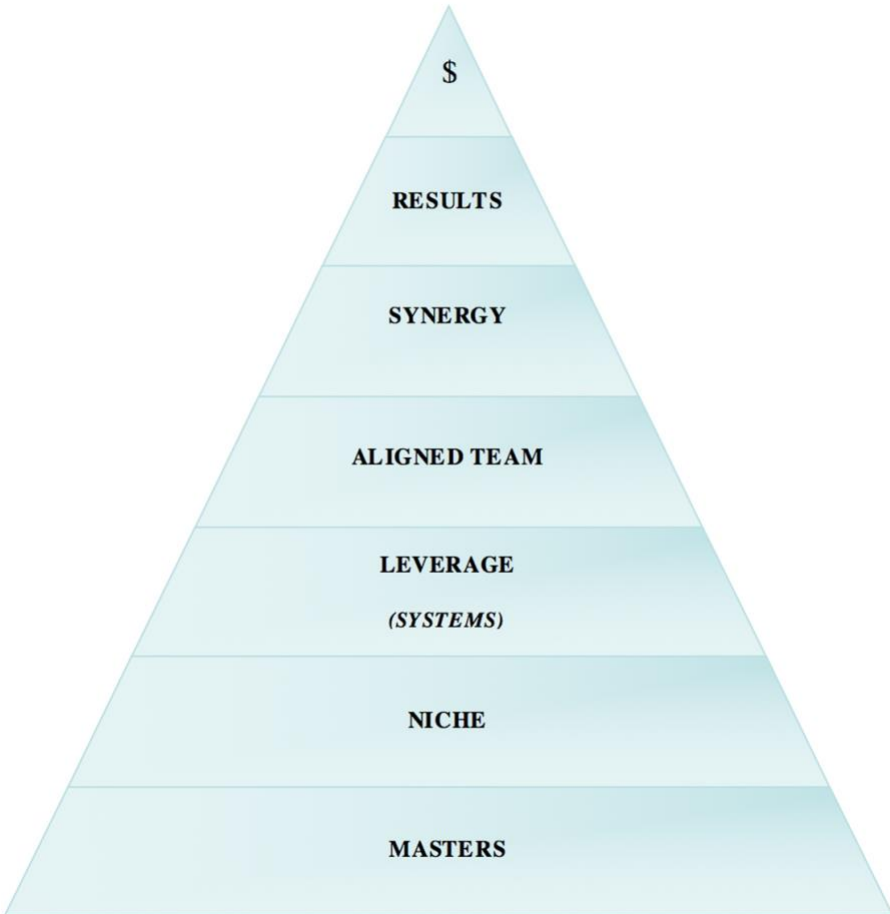 $
RESULTS
SYNERGY
ALIGNED TEAM
LEVERAGE
(SYSTEMS)
NICHE
MASTERS